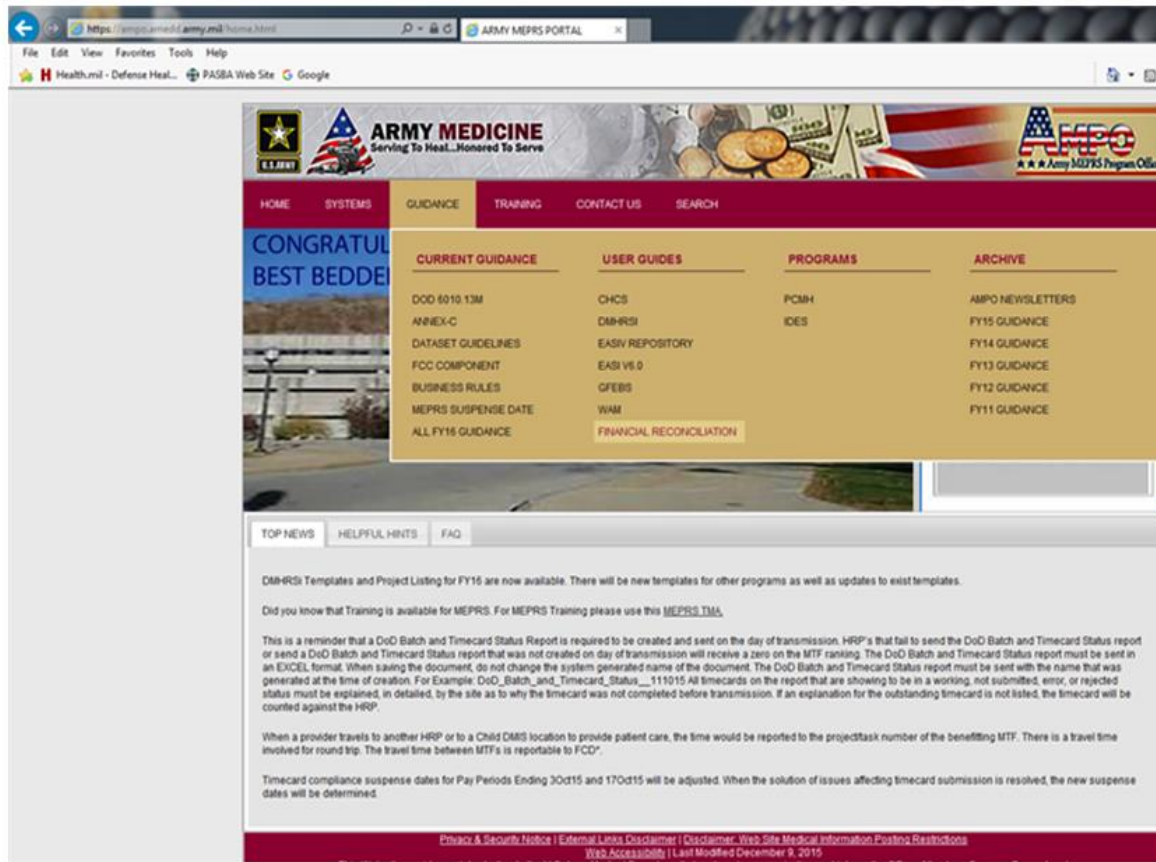 https://ampo.amedd.army.mil/home.html
ARMY MEPRS PORTAL
File Edit View Favorites Tools Help
Health.mil - Defense Heal... PASBA Web Site Google
U.S.ARMY
ARMY MEDICINE
Serving To Heal...Honored To Serve
AMPO
Army MEPRS Program Offic
HOME SYSTEMS GUIDANCE TRAINING CONTACT US SEARCH
CONGRATUL
BEST BEDDE
CURRENT GUIDANCE
DOD 6010.13M
ANNEX-C
DATASET GUIDELINES
FCC COMPONENT
BUSINESS RULES
MEPRS SUSPENSE DATE
ALL FY16 GUIDANCE
USER GUIDES
CHCS
DMHRSI
EASIV REPOSITORY
EASI V6.0
GFEBS
WAM
FINANCIAL RECONCILIATION
PROGRAMS
PCMH
IDES
ARCHIVE
AMPO NEWSLETTERS
FY15 GUIDANCE
FY14 GUIDANCE
FY13 GUIDANCE
FY12 GUIDANCE
FY11 GUIDANCE
TOP NEWS HELPFUL HINTS FAQ
DMHRSi Templates and Project Listing for FY16 are now available. There will be new templates for other programs as well as updates to exist templates.
Did you know that Training is available for MEPRS. For MEPRS Training please use this MEPRS TMA.
This is a reminder that a DoD Batch and Timecard Status Report is required to be created and sent on the day of transmission. HRP's that fail to send the DoD Batch and Timecard Status report
or send a DoD Batch and Timecard Status report that was not created on day of transmission will receive a zero on the MTF ranking. The DoD Batch and Timecard Status report must be sent in
an EXCEL format. When saving the document, do not change the system generated name of the document. The DoD Batch and Timecard Status report must be sent with the name that was
generated at the time of creation. For Example: DoD_Batch_and_Timecard_Status__111015 All timecards on the report that are showing to be in a working, not submitted, error, or rejected
status must be explained, in detailed, by the site as to why the timecard was not completed before transmission. If an explanation for the outstanding timecard is not listed, the timecard will be
counted against the HRP.
When a provider travels to another HRP or to a Child DMIS location to provide patient care, the time would be reported to the project/task number of the benefitting MTF. There is a travel time
involved for round trip. The travel time between MTFs is reportable to FCD*.
Timecard compliance suspense dates for Pay Periods Ending 3Oct15 and 17Oct15 will be adjusted. When the solution of issues affecting timecard submission is resolved, the new suspense
dates will be determined.
Privacy & Security Notice | External Links Disclaimer | Disclaimer: Web Site Medical Information Posting Restrictions
Web Accessibility | Last Modified December 9, 2015